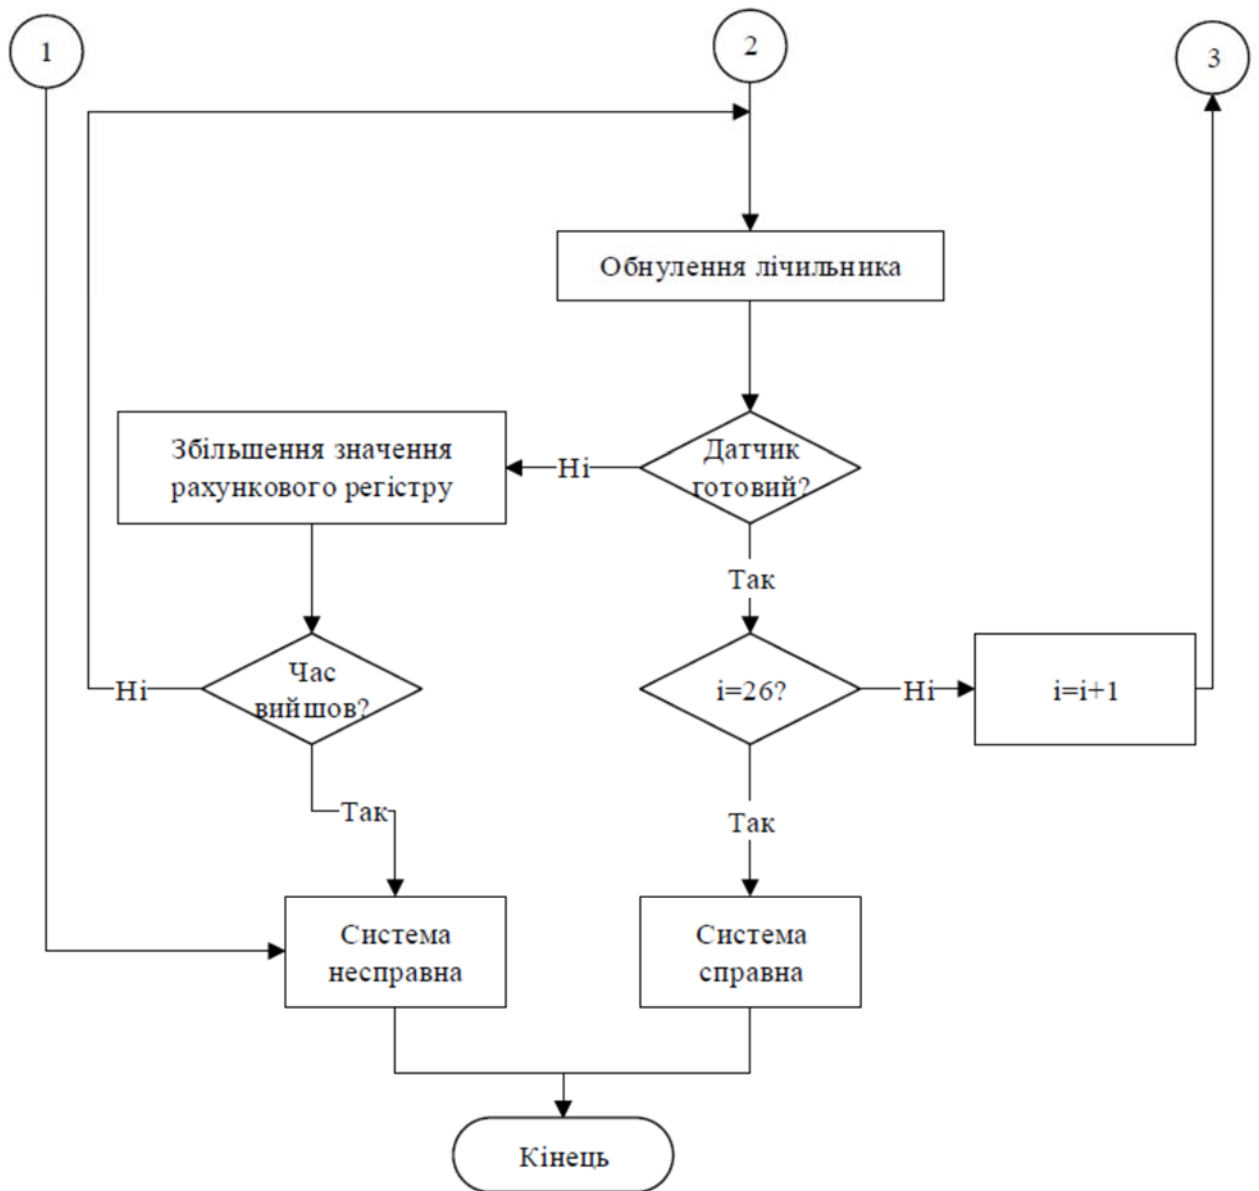 1
2
3
Обнулення лічильника
Збільшення значення
рахункового регістру
Ні
Датчик
готовий?
Так
Ні
Час
вийшов?
i=26?
Ні
i=i+1
Так
Так
Система
несправна
Система
справна
Кінець